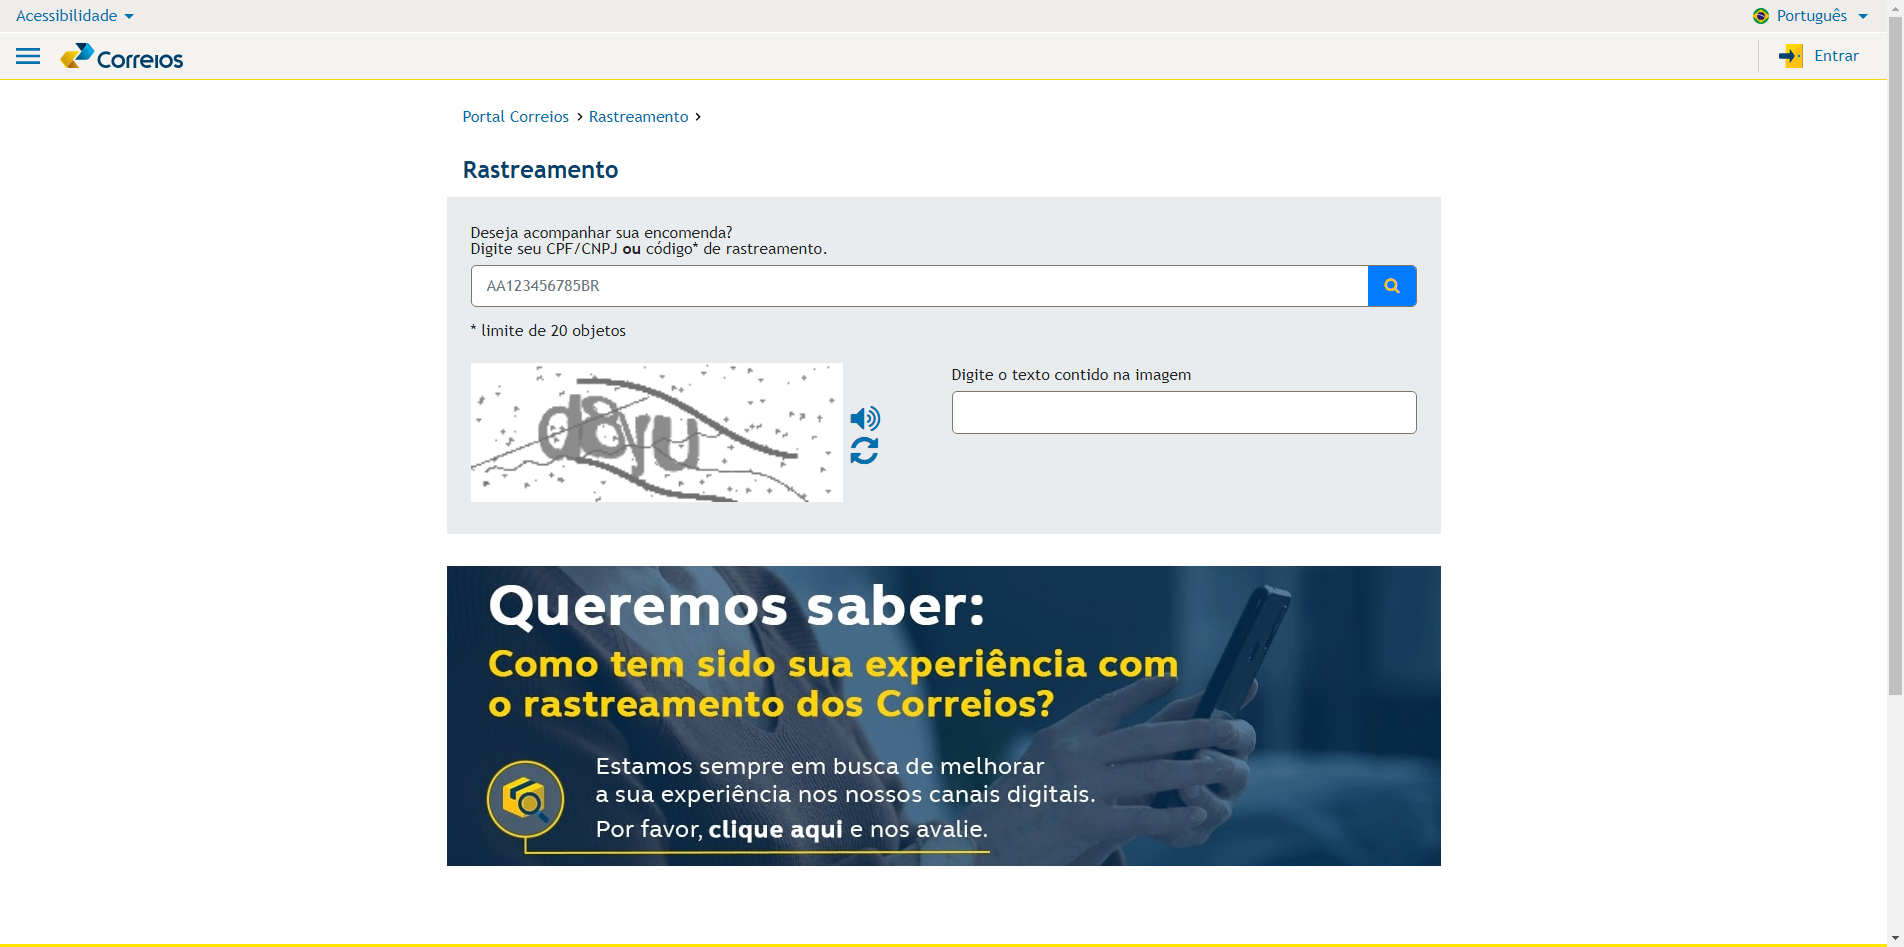 Acessibilidade
Português
Correios
Entrar
Portal Correios > Rastreamento >
Rastreamento
Deseja acompanhar sua encomenda?
Digite seu CPF/CNPJ ou código* de rastreamento.
AA123456785BR
* limite de 20 objetos
Digite o texto contido na imagem
Queremos saber:
Como tem sido sua experiência com
o rastreamento dos Correios?
Estamos sempre em busca de melhorar
a sua experiência nos nossos canais digitais.
Por favor, clique aqui e nos avalie.